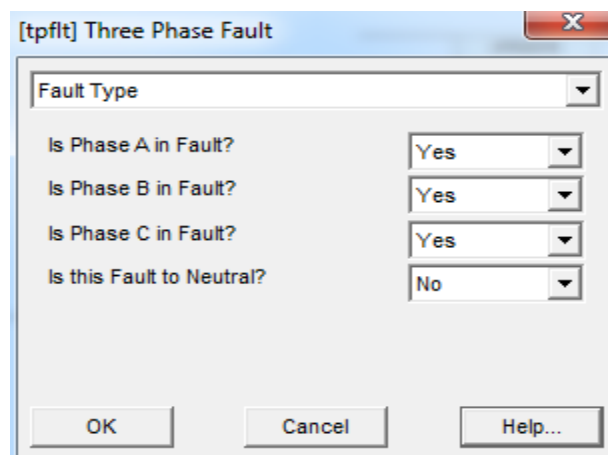 [tpflt] Three Phase Fault
Fault Type
Is Phase A in Fault? Yes
Is Phase B in Fault? Yes
Is Phase C in Fault? Yes
Is this Fault to Neutral? No
OK Cancel Help...